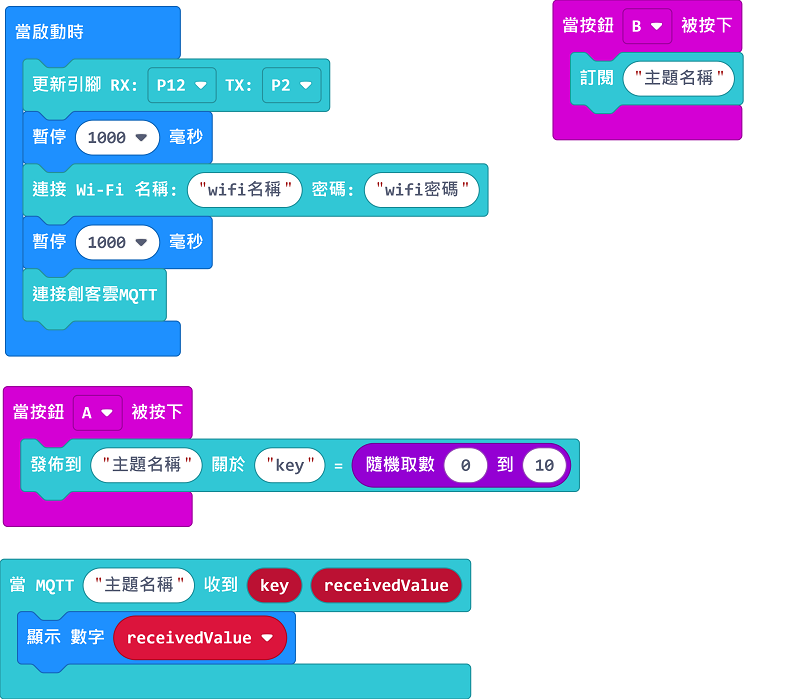 當啟動時
更新引腳 RX: P12 TX: P2
暫停 1000 毫秒
連接 Wi-Fi 名稱: "wifi名稱" 密碼: "wifi密碼"
暫停 1000 毫秒
連接創客雲MQTT
當按鈕 B 被按下
訂閱 "主題名稱"
當按鈕 A 被按下
發佈到 "主題名稱" 關於 "key" = 隨機取數 0 到 10
當 MQTT "主題名稱" 收到 key receivedValue
顯示 數字 receivedValue